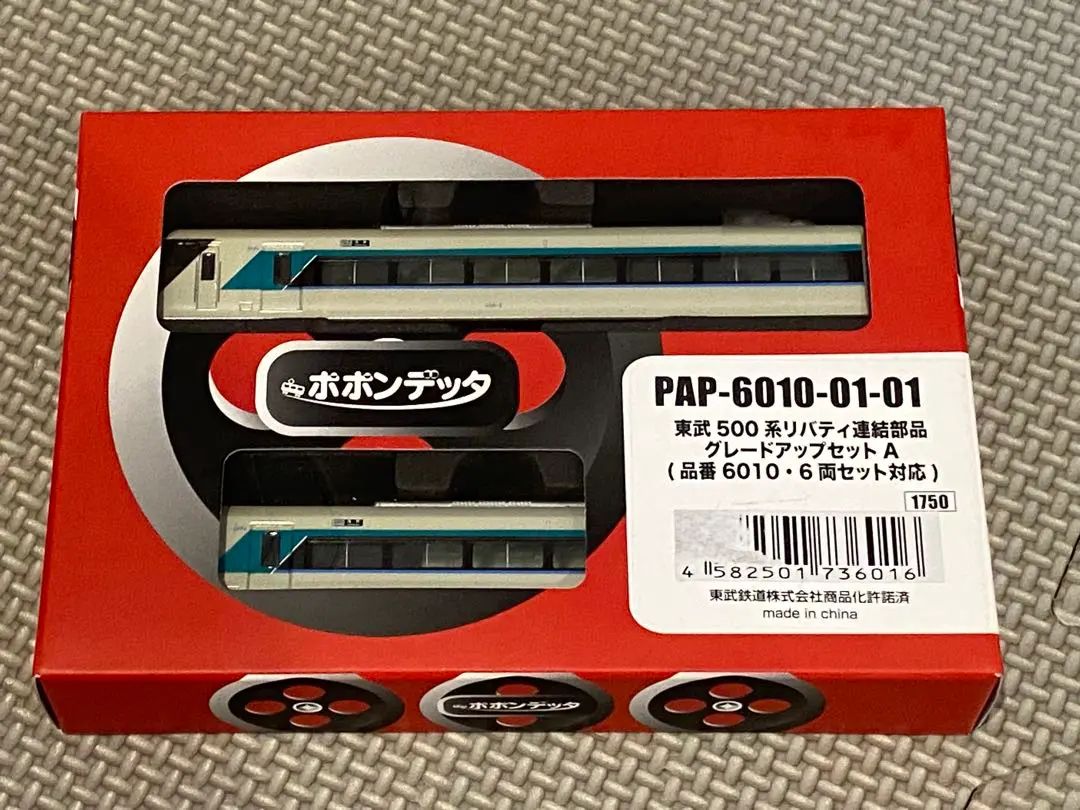 ポポンデッタ
PAP-6010-01-01
東武 500 系リバティ連結部品
グレードアップセット A
( 品番 6010・6 両セット対応 )
1750
4 582501 736016
東武鉄道株式会社商品化許諾済
made in china
ポポンデッタ